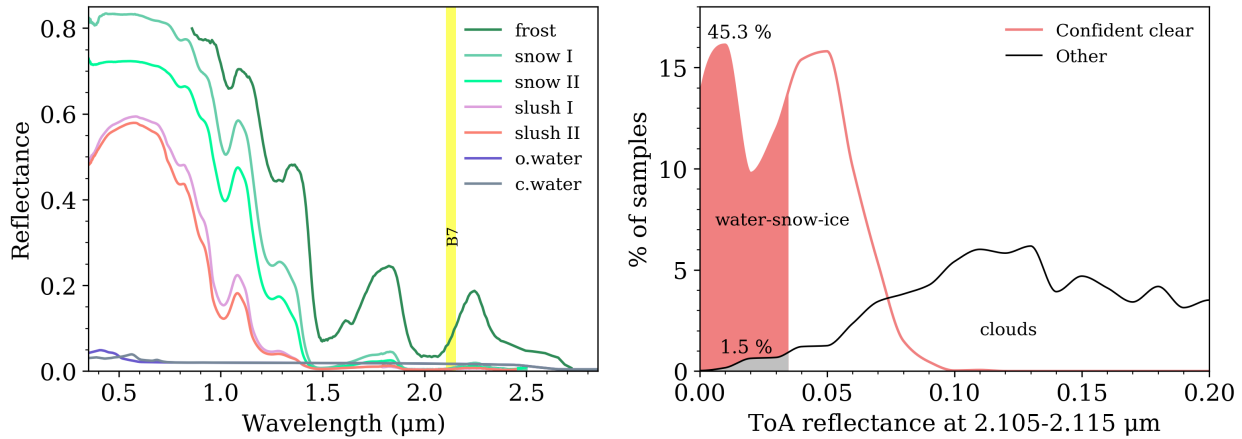 0.8
0.6
0.4
0.2
0.0
Reflectance
0.5
1.0
1.5
2.0
2.5
Wavelength (μm)
frost
snow I
snow II
slush I
slush II
o.water
c.water
B7
15
10
5
0
% of samples
0.00
0.05
0.10
0.15
0.20
ToA reflectance at 2.105-2.115 μm
45.3 %
water-snow-ice
1.5 %
clouds
Confident clear
Other